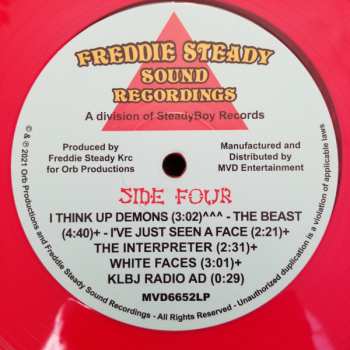 FREDDIE STEADY
SOUND
RECORDINGS
A division of SteadyBoy Records
Produced by
Freddie Steady Krc
for Orb Productions
Manufactured and
Distributed by
MVD Entertainment
SIDE FOUR
I THINK UP DEMONS (3:02)^^^ - THE BEAST
(4:40)+ - I'VE JUST SEEN A FACE (2:21)+
THE INTERPRETER (2:31)+
WHITE FACES (3:01)+
KLBJ RADIO AD (0:29)
MVD6652LP
© & ℗ 2021 Orb Productions and Freddie Steady Sound Recordings - All Rights Reserved - Unauthorized duplication is a violation of applicable laws